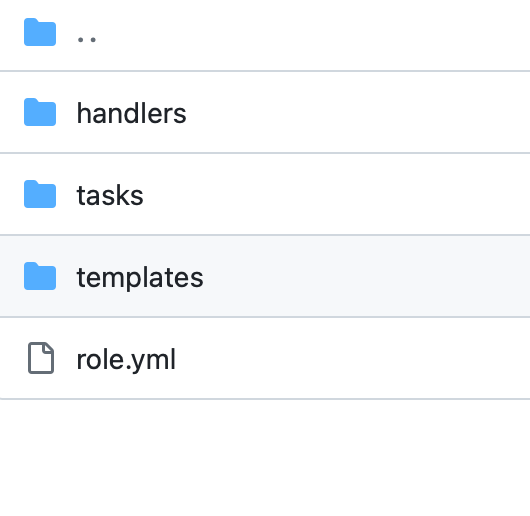 ..
handlers
tasks
templates
role.yml